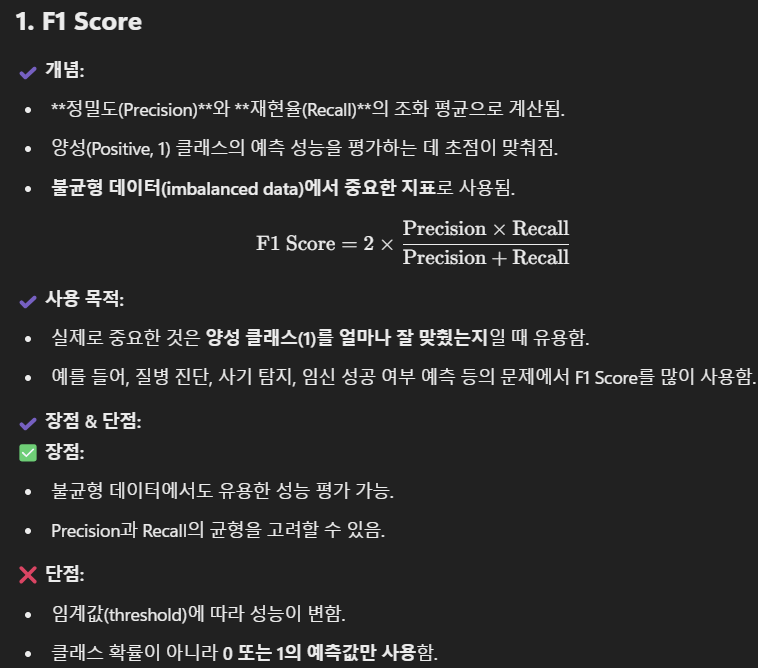 1. F1 Score
개념:
**정밀도(Precision)**와 **재현율(Recall)**의 조화 평균으로 계산됨.
양성(Positive, 1) 클래스의 예측 성능을 평가하는 데 초점이 맞춰짐.
불균형 데이터(imbalanced data)에서 중요한 지표로 사용됨.
F1 Score = 2 × Precision × Recall / Precision + Recall
사용 목적:
실제로 중요한 것은 양성 클래스(1)를 얼마나 잘 맞췄는지일 때 유용함.
예를 들어, 질병 진단, 사기 탐지, 임신 성공 여부 예측 등의 문제에서 F1 Score를 많이 사용함.
장점 & 단점:
장점:
불균형 데이터에서도 유용한 성능 평가 가능.
Precision과 Recall의 균형을 고려할 수 있음.
단점:
임계값(threshold)에 따라 성능이 변함.
클래스 확률이 아니라 0 또는 1의 예측값만 사용함.